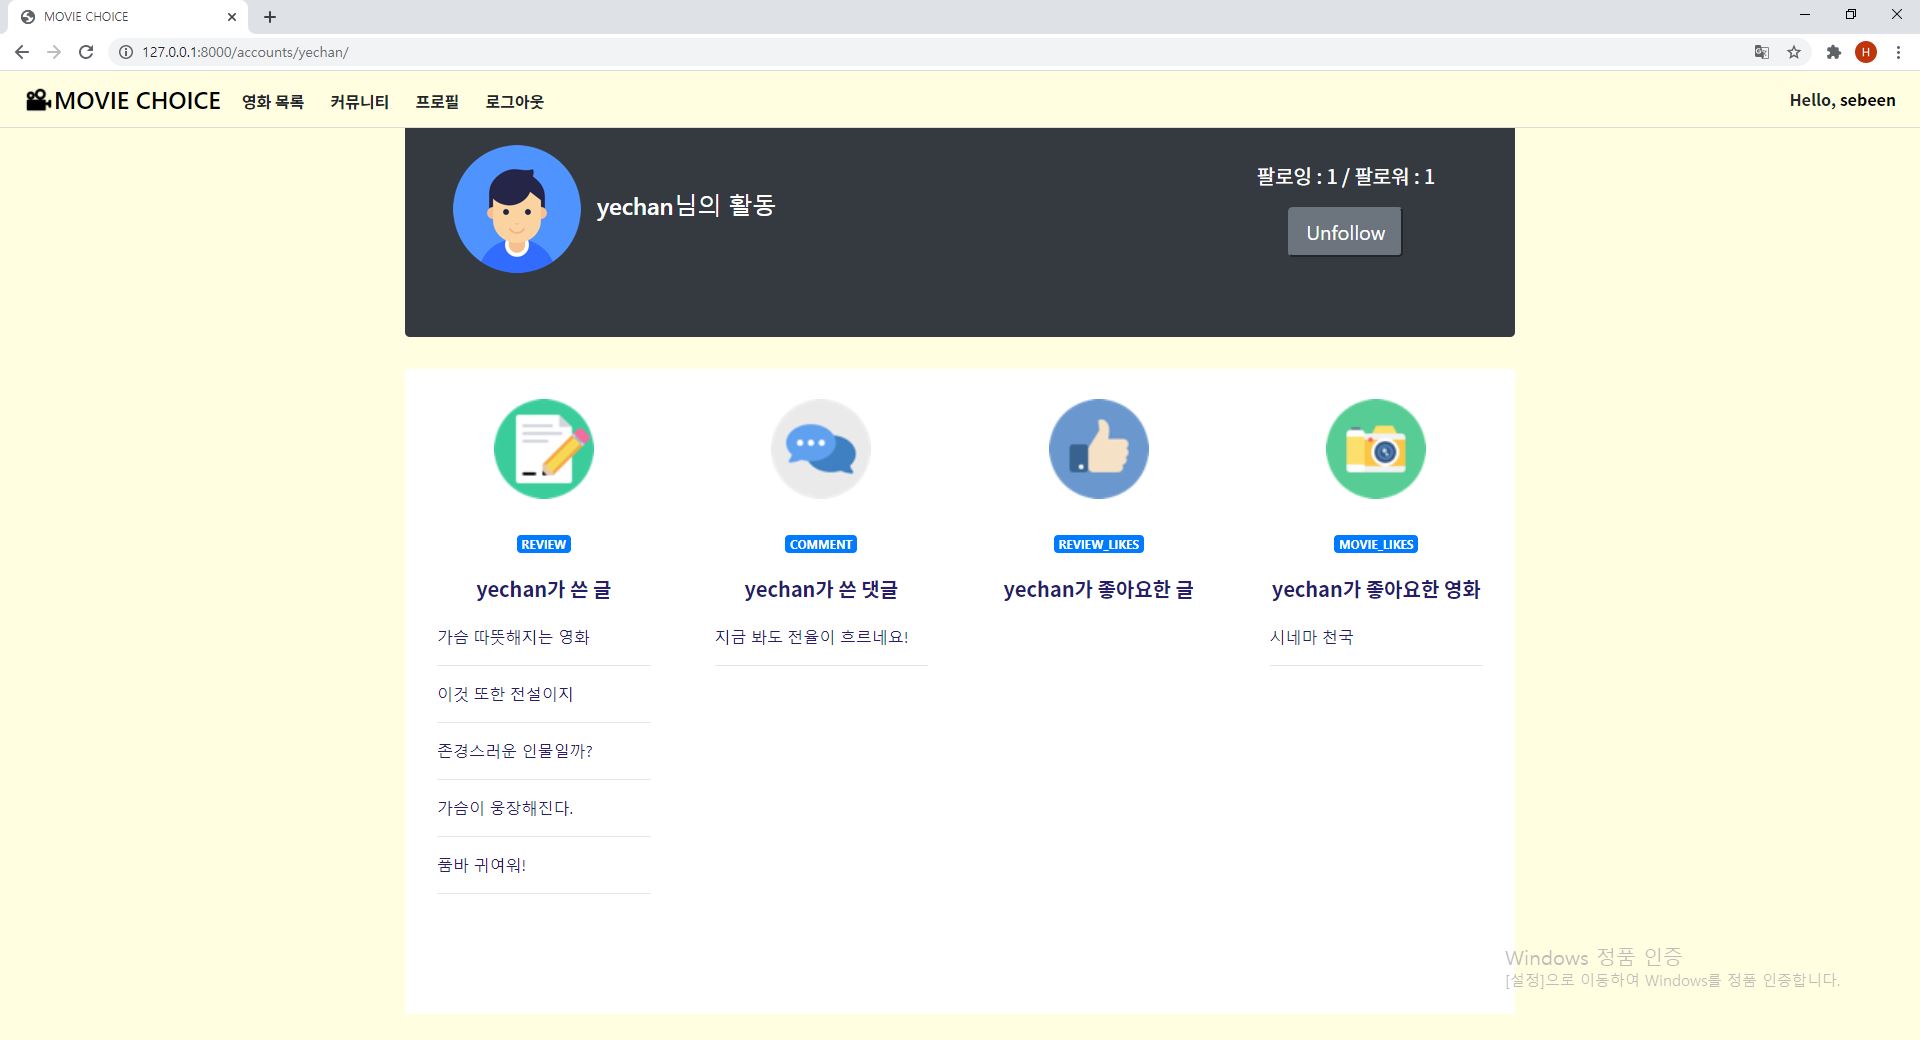 MOVIE CHOICE
127.0.0.1:8000/accounts/yechan/
H
MOVIE CHOICE 영화 목록 커뮤니티 프로필 로그아웃 Hello, sebeen
yechan님의 활동
팔로잉 : 1 / 팔로워 : 1
Unfollow
REVIEW
yechan가 쓴 글
가슴 따뜻해지는 영화
이것 또한 전설이지
존경스러운 인물일까?
가슴이 웅장해진다.
품바 귀여워!
COMMENT
yechan가 쓴 댓글
지금 봐도 전율이 흐르네요!
REVIEW_LIKES
yechan가 좋아요한 글
MOVIE_LIKES
yechan가 좋아요한 영화
시네마 천국
Windows 정품 인증
[설정]으로 이동하여 Windows를 정품 인증합니다.